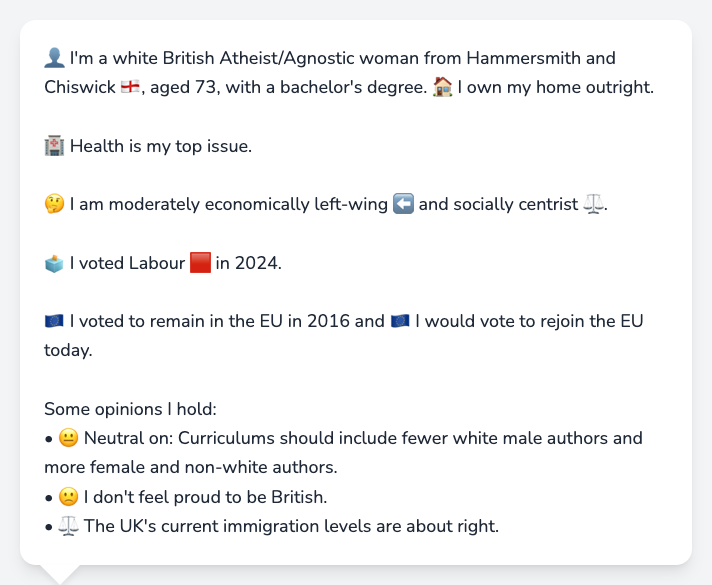 👤 I'm a white British Atheist/Agnostic woman from Hammersmith and
Chiswick 🏴󠁧󠁢󠁥󠁮󠁧󠁿, aged 73, with a bachelor's degree. 🏠 I own my home outright.
🏥 Health is my top issue.
🤔 I am moderately economically left-wing ⬅️ and socially centrist ⚖️.
🗳️ I voted Labour 🟥 in 2024.
🇪🇺 I voted to remain in the EU in 2016 and 🇪🇺 I would vote to rejoin the EU
today.
Some opinions I hold:
• 😐 Neutral on: Curriculums should include fewer white male authors and
more female and non-white authors.
• 🙁 I don't feel proud to be British.
• ⚖️ The UK's current immigration levels are about right.